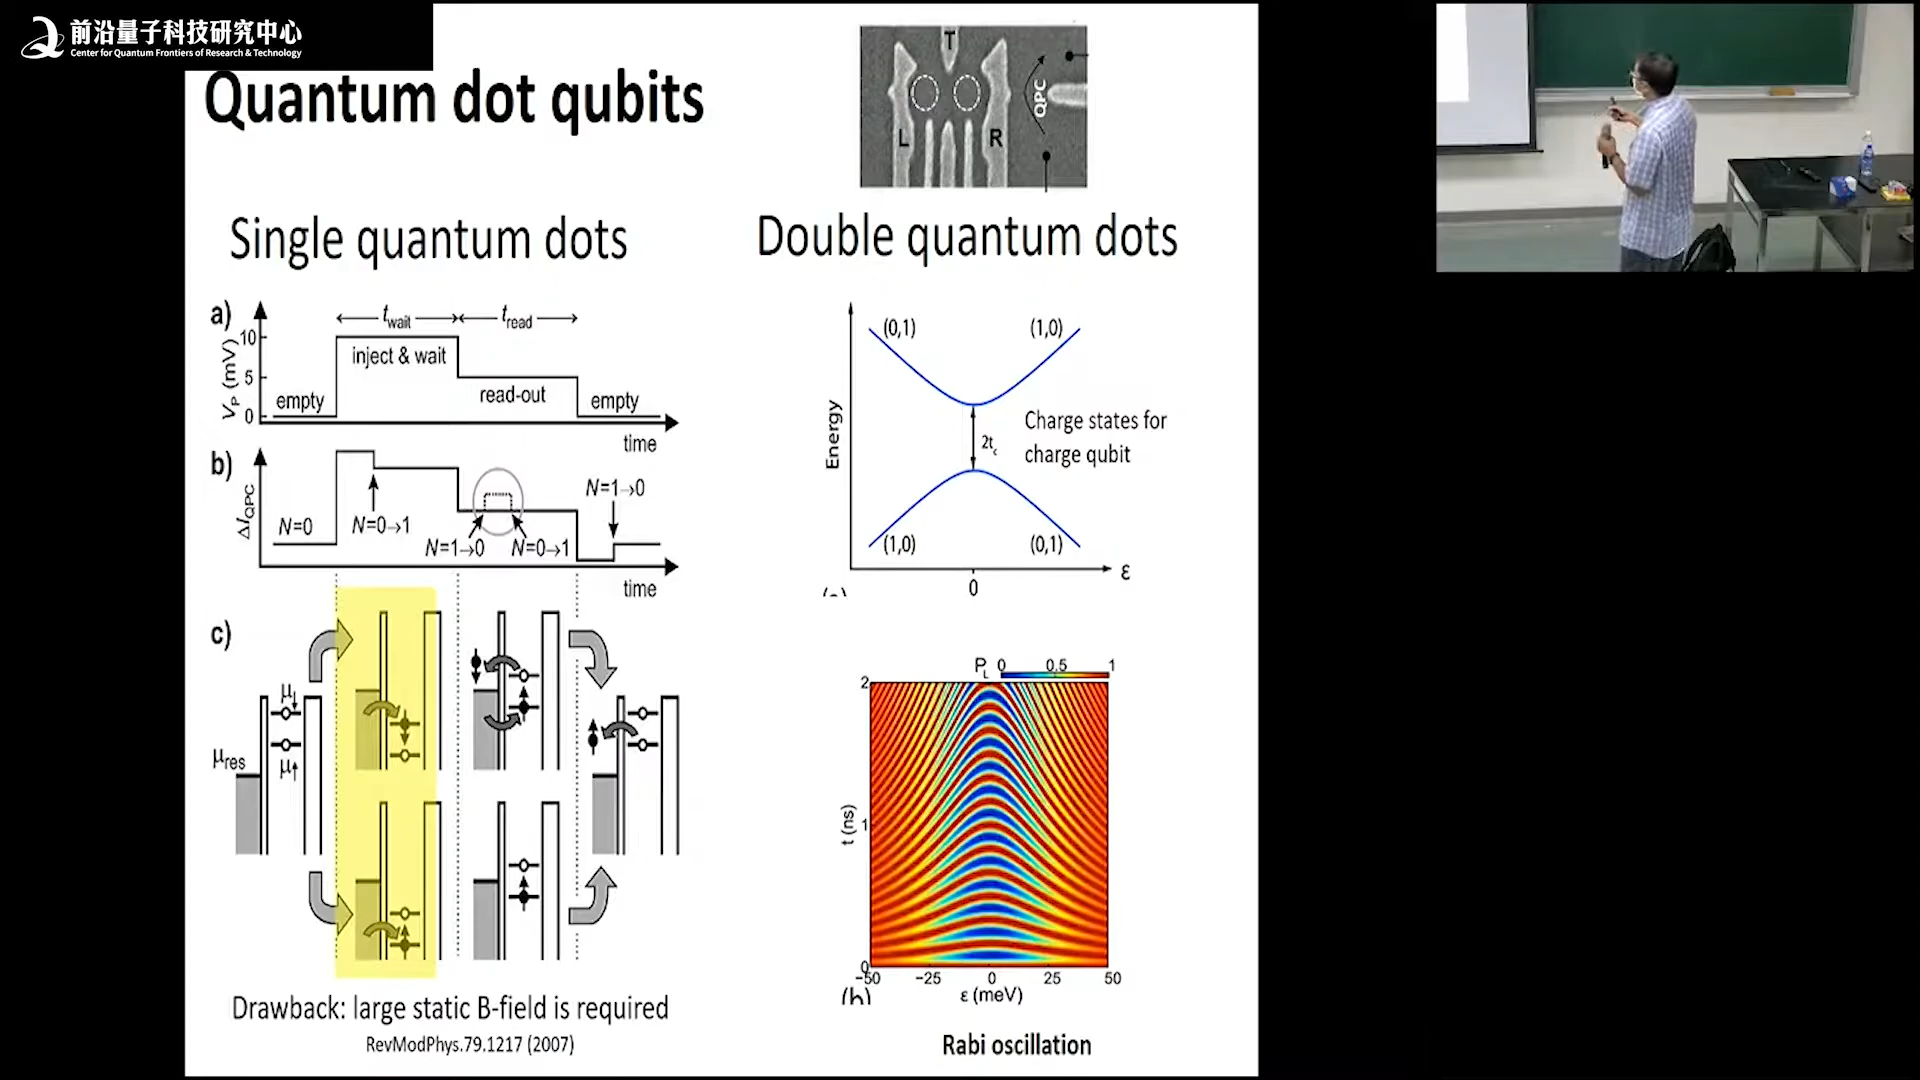 前沿量子科技研究中心
Center for Quantum Frontiers of Research & Technology
Quantum dot qubits
T
L
R
QPC
Single quantum dots
Double quantum dots
a)
10
5
0
V_P (mV)
t_wait
t_read
empty
inject & wait
read-out
empty
time
b)
ΔI_QPC
N=0
N=0→1
N=1→0
N=0→1
N=1→0
time
c)
μ_res
μ↓
μ↑
Drawback: large static B-field is required
RevModPhys.79.1217 (2007)
(0,1)
(1,0)
Energy
2t_c
Charge states for
charge qubit
(1,0)
(0,1)
ε
0
P_L 0 0.5 1
2
1
0
t (ns)
−50 −25 0 25 50
ε (meV)
Rabi oscillation